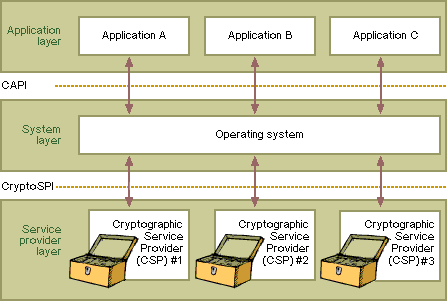 Application
layer
Application A
Application B
Application C
CAPI
System
layer
Operating system
CryptoSPI
Service
provider
layer
Cryptographic
Service
Provider
(CSP) #1
Cryptographic
Service
Provider
(CSP) #2
Cryptographic
Service
Provider
(CSP) #3